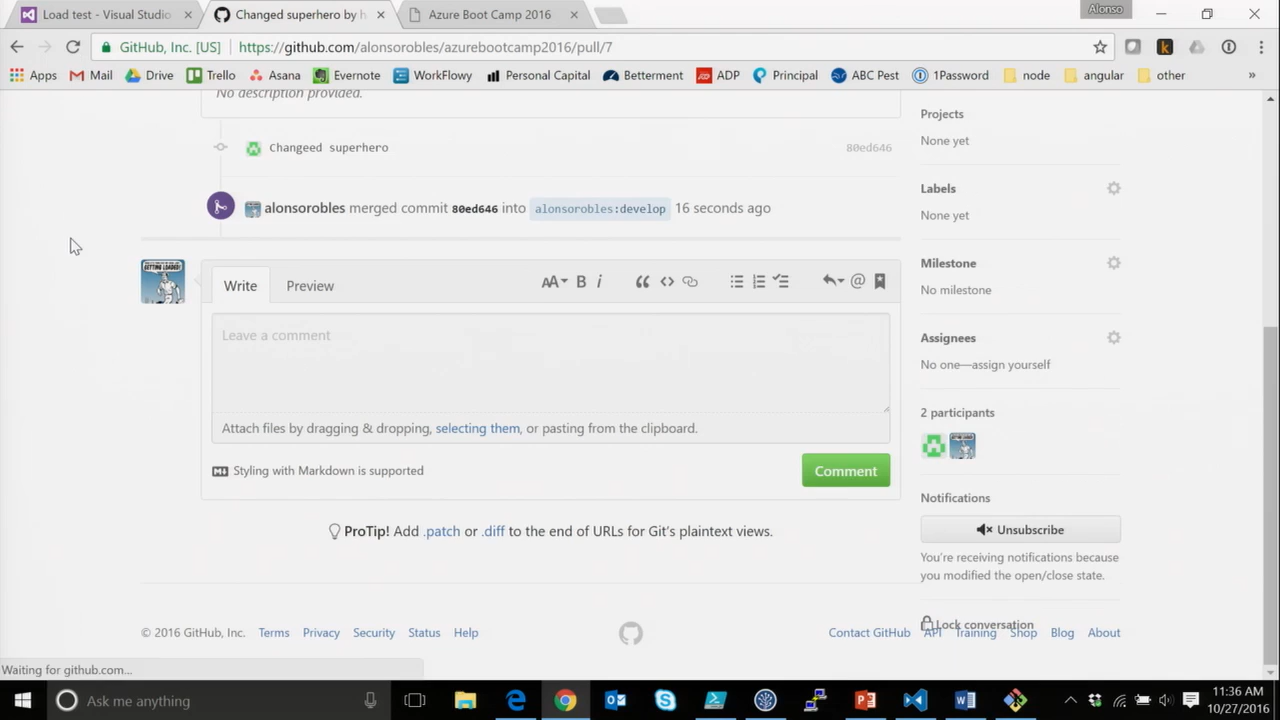 Load test - Visual Studio
Changed superhero by h
Azure Boot Camp 2016
Alonso
GitHub, Inc. [US]
https://github.com/alonsorobles/azurebootcamp2016/pull/7
Apps
Mail
Drive
Trello
Asana
Evernote
WorkFlowy
Personal Capital
Betterment
ADP
Principal
ABC Pest
1Password
node
angular
other
»
No description provided.
Changeed superhero
80ed646
alonsorobles merged commit 80ed646 into alonsorobles:develop 16 seconds ago
Write
Preview
Leave a comment
Attach files by dragging & dropping, selecting them, or pasting from the clipboard.
Styling with Markdown is supported
Comment
ProTip! Add .patch or .diff to the end of URLs for Git's plaintext views.
Projects
None yet
Labels
None yet
Milestone
No milestone
Assignees
No one—assign yourself
2 participants
Notifications
Unsubscribe
You're receiving notifications because
you modified the open/close state.
Lock conversation
© 2016 GitHub, Inc.
Terms
Privacy
Security
Status
Help
Contact GitHub
API
Training
Shop
Blog
About
Waiting for github.com...
Ask me anything
11:36 AM
10/27/2016